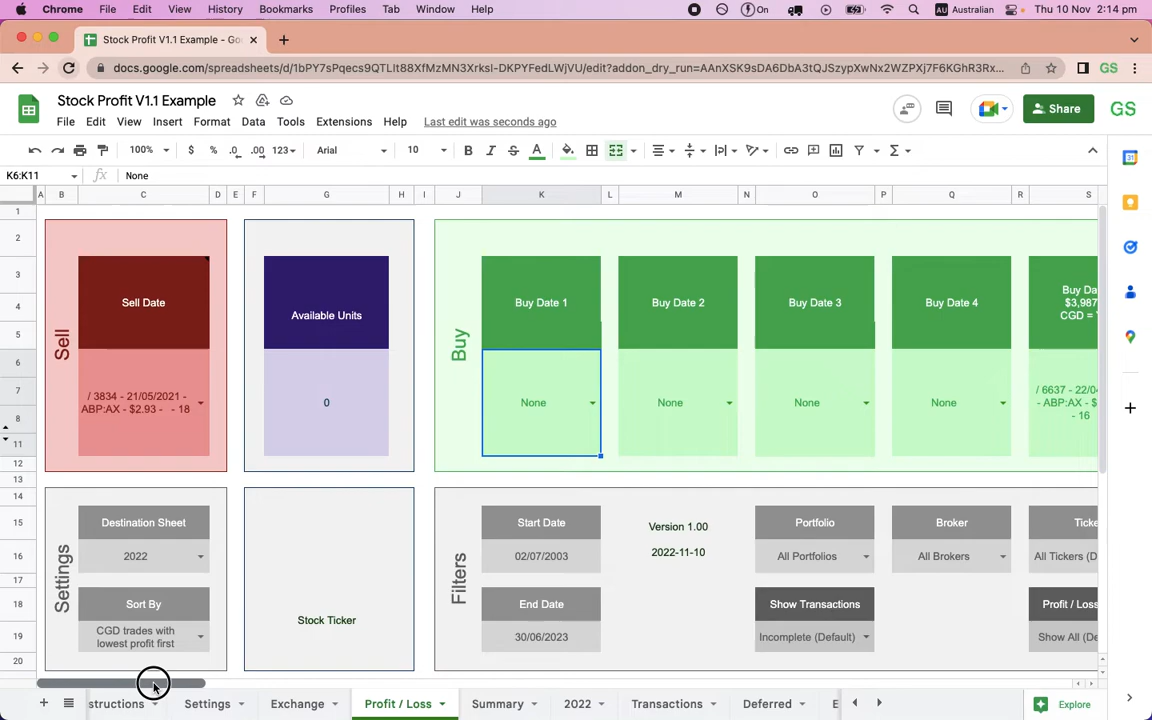 Chrome File Edit View History Bookmarks Profiles Tab Window Help On AU Australian Thu 10 Nov 2:14 pm
Stock Profit V1.1 Example - Go
docs.google.com/spreadsheets/d/1bPY7sPqecs9QTLIt88XfMzMN3Xrksl-DKPYFedLWjVU/edit?addon_dry_run=AAnXSK9sDA6DbA3tQJSzypXwNx2WZPXj7F6KGhR3Rx... GS
Stock Profit V1.1 Example
Share GS
File Edit View Insert Format Data Tools Extensions Help Last edit was seconds ago
100% $ % .0 .00 123 Arial 10 B I S A
K6:K11 fx None
A B C D E F G H I J K L M N O P Q R S
1
2
3
4
5
6
7
8
11
12
13
14
15
16
17
18
19
20
Sell
Sell Date
/ 3834 - 21/05/2021 -
ABP:AX - $2.93 - - 18
Available Units
0
Buy
Buy Date 1
None
Buy Date 2
None
Buy Date 3
None
Buy Date 4
None
Buy Da
$3,987
CGD =
/ 6637 - 22/0
- ABP:AX - $
- 16
Settings
Destination Sheet
2022
Sort By
CGD trades with
lowest profit first
Stock Ticker
Filters
Start Date
02/07/2003
End Date
30/06/2023
Version 1.00
2022-11-10
Portfolio
All Portfolios
Show Transactions
Incomplete (Default)
Broker
All Brokers
Ticke
All Tickers (D
Profit / Loss
Show All (De
structions Settings Exchange Profit / Loss Summary 2022 Transactions Deferred E Explore